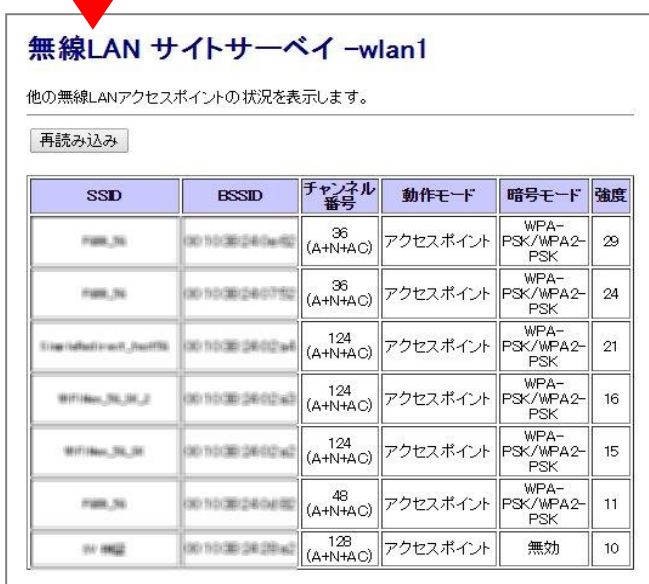 無線LAN サイトサーベイ -wlan1
他の無線LANアクセスポイントの状況を表示します。
再読み込み
SSID BSSID チャンネル番号 動作モード 暗号モード 強度
36 (A+N+AC) アクセスポイント WPA-PSK/WPA2-PSK 29
36 (A+N+AC) アクセスポイント WPA-PSK/WPA2-PSK 24
124 (A+N+AC) アクセスポイント WPA-PSK/WPA2-PSK 21
124 (A+N+AC) アクセスポイント WPA-PSK/WPA2-PSK 16
124 (A+N+AC) アクセスポイント WPA-PSK/WPA2-PSK 15
48 (A+N+AC) アクセスポイント WPA-PSK/WPA2-PSK 11
128 (A+N+AC) アクセスポイント 無効 10